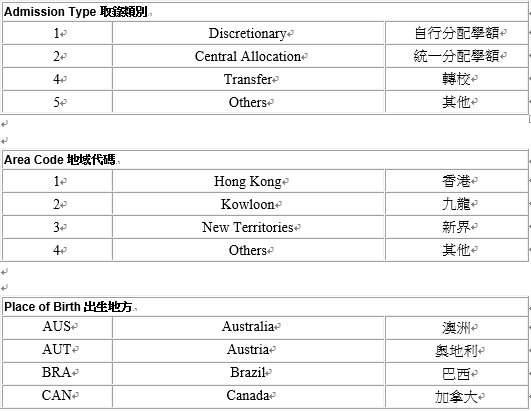 Admission Type 取錄類別
1 Discretionary 自行分配學額
2 Central Allocation 統一分配學額
4 Transfer 轉校
5 Others 其他
Area Code 地域代碼
1 Hong Kong 香港
2 Kowloon 九龍
3 New Territories 新界
4 Others 其他
Place of Birth 出生地方
AUS Australia 澳洲
AUT Austria 奧地利
BRA Brazil 巴西
CAN Canada 加拿大